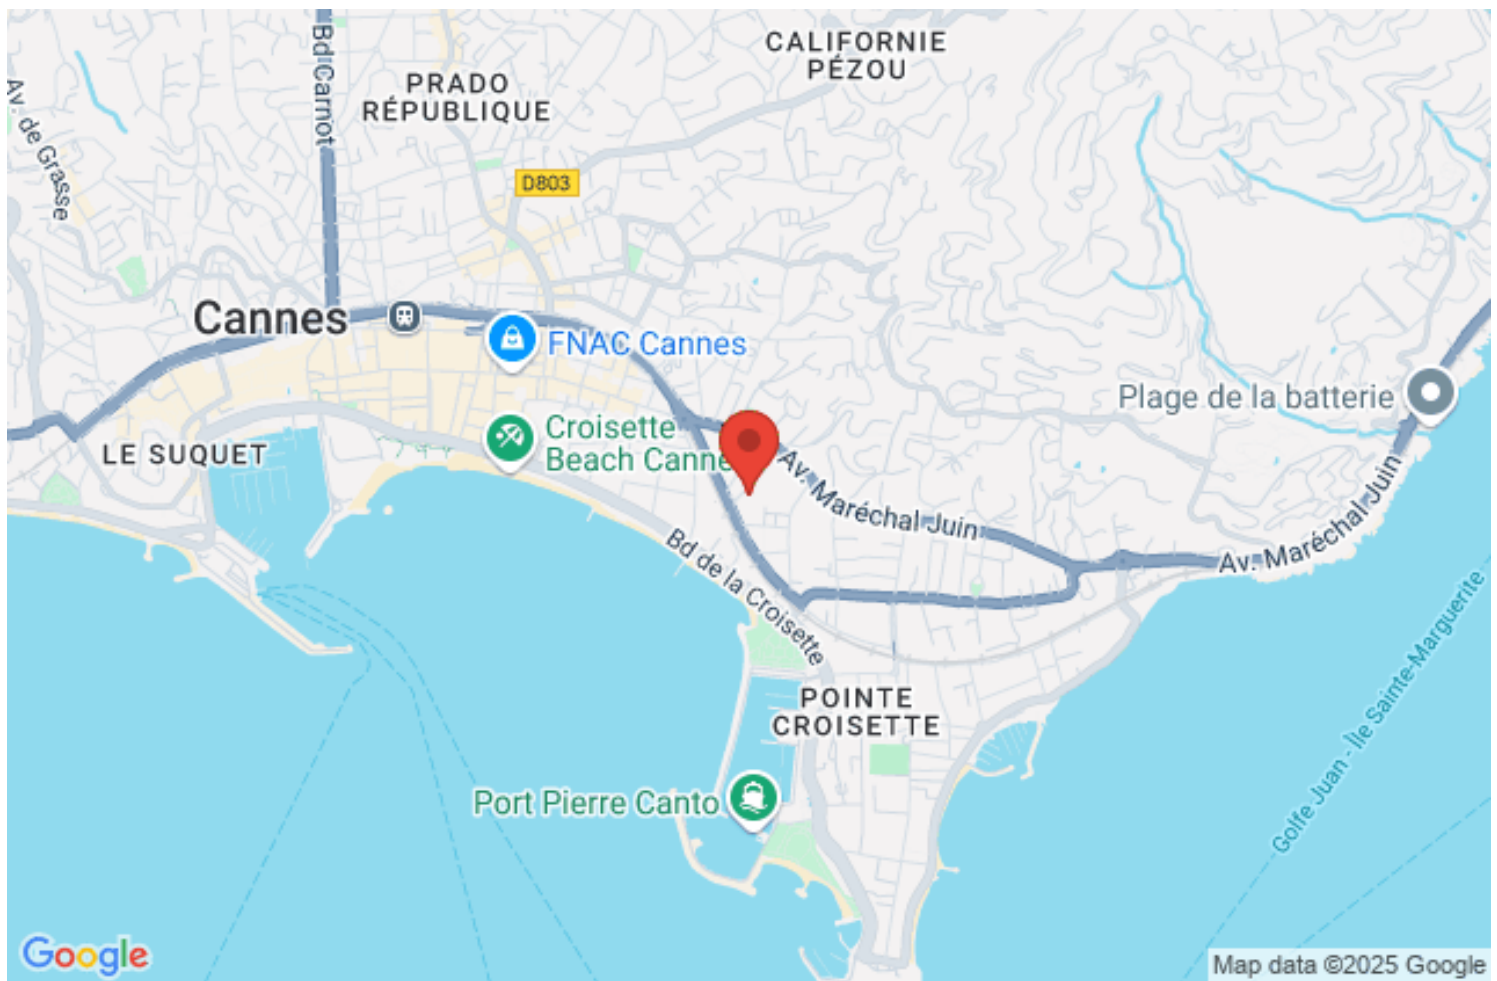 CALIFORNIE
PÉZOU
Bd Carnot
PRADO
RÉPUBLIQUE
Av. de Grasse
D803
Cannes
FNAC Cannes
Plage de la batterie
Croisette
Beach Canne
LE SUQUET
Av. Maréchal Juin
Av. Maréchal Juin
Bd de la Croisette
Golfe Juan - Île Sainte-Marguerite
POINTE
CROISETTE
Port Pierre Canto
Google
Map data ©2025 Google